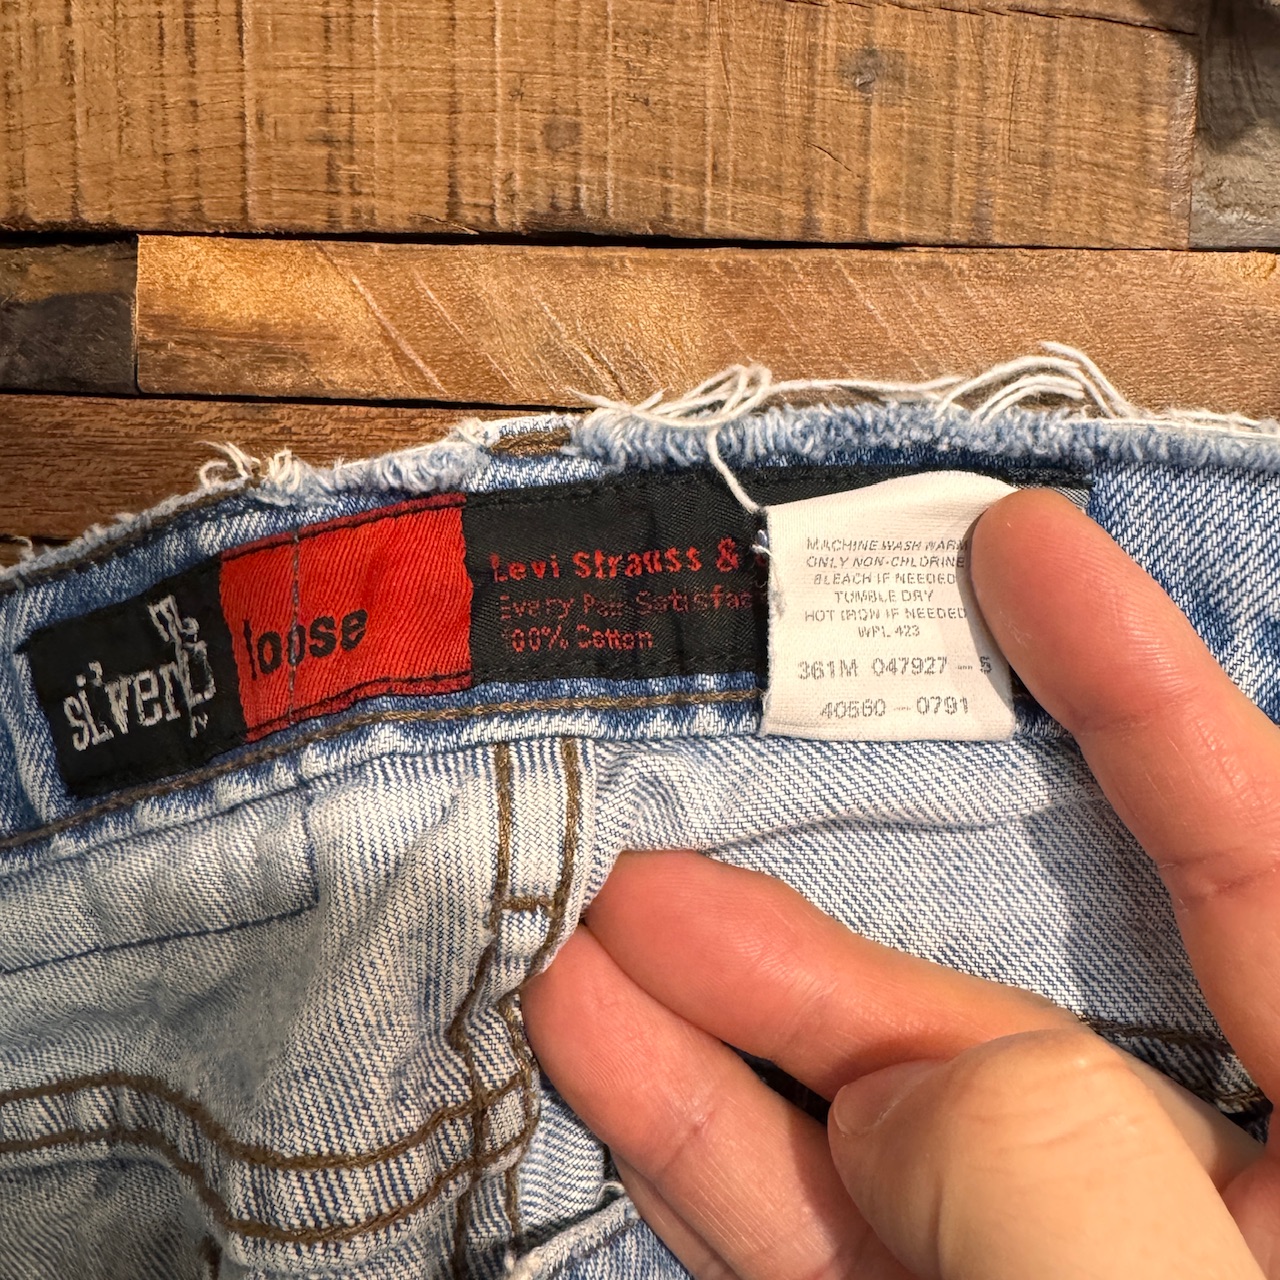 silver
loose
Levi Strauss &
Every Pair
100% Cotton
MACHINE WASH WARM
ONLY NON-CHLORINE
BLEACH IF NEEDED
TUMBLE DRY
HOT IRON IF NEEDED
WPL 423
361M 047927 — 5
40560 — 0791